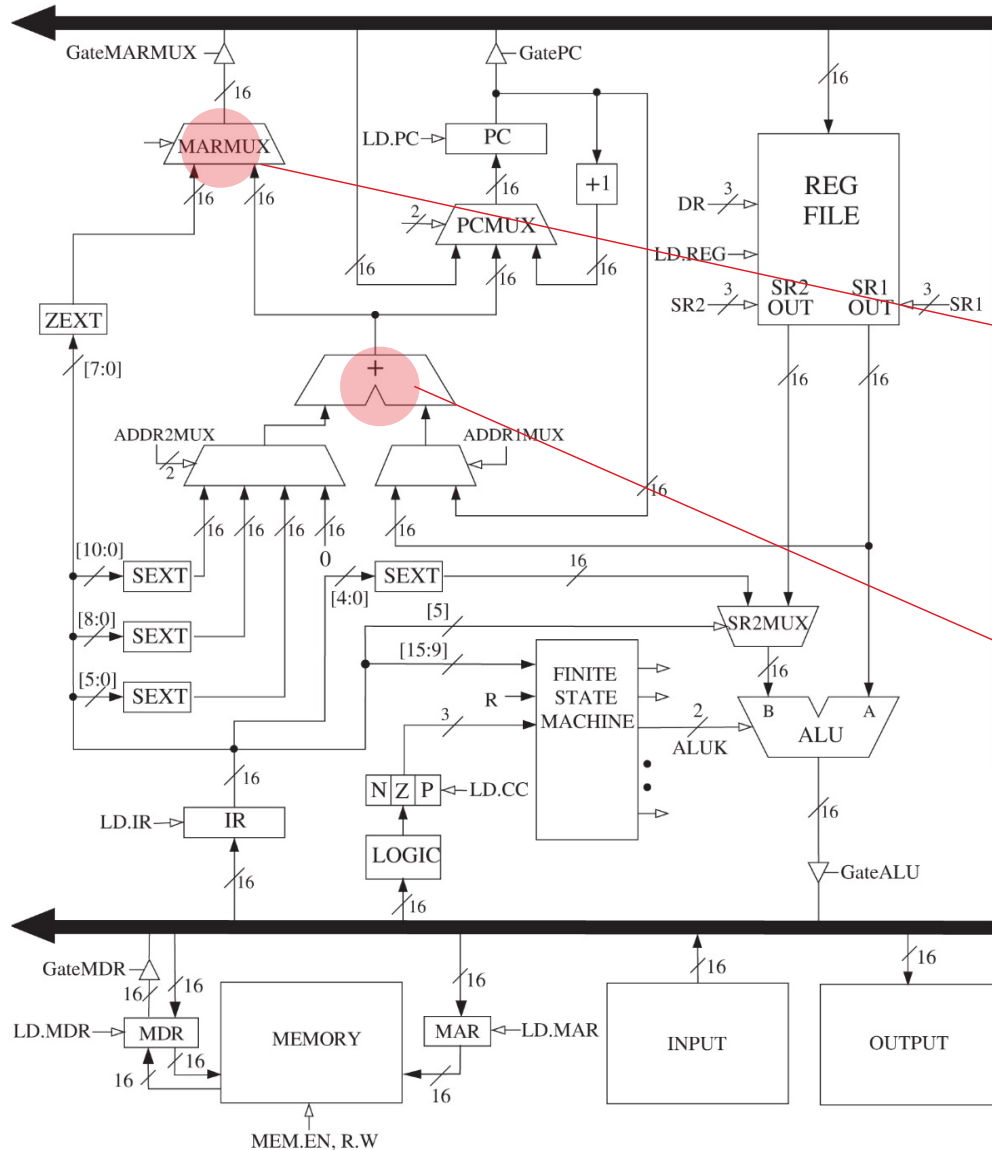 GateMARMUX
GatePC
16
16
MARMUX
LD.PC
PC
+1
REG
FILE
16
16
16
2
PCMUX
DR
3
LD.REG
16
16
16
ZEXT
SR2
3
SR2
OUT
SR1
OUT
3
SR1
[7:0]
+
16
16
ADDR2MUX
2
ADDR1MUX
16
16
16
16
16
0
16
16
[10:0]
SEXT
[4:0]
SEXT
16
[8:0]
SEXT
[5]
SR2MUX
[15:9]
16
[5:0]
SEXT
R
FINITE
STATE
MACHINE
B
A
3
2
ALUK
ALU
16
N Z P
LD.CC
LD.IR
IR
LOGIC
16
GateALU
16
16
GateMDR
16
16
16
16
16
LD.MDR
MDR
MEMORY
MAR
LD.MAR
INPUT
OUTPUT
16
16
16
MEM.EN, R.W